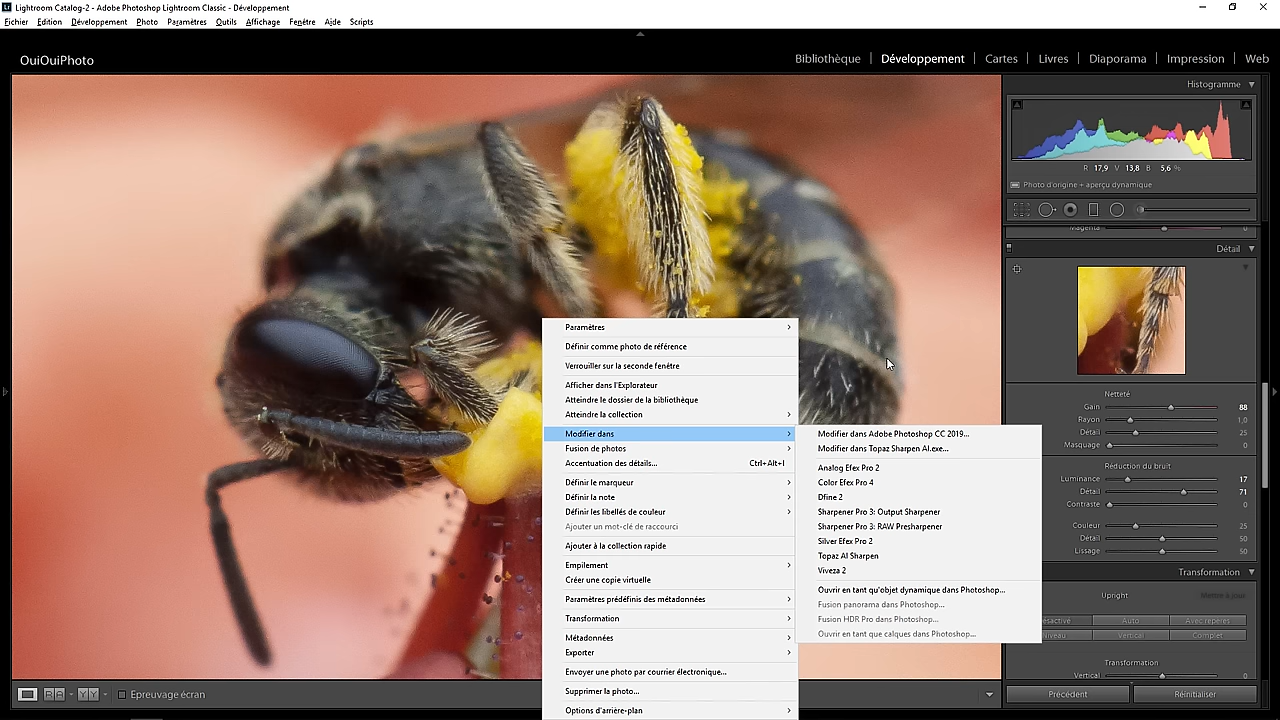 Lightroom Catalog-2 - Adobe Photoshop Lightroom Classic - Développement
Fichier Edition Développement Photo Paramètres Outils Affichage Fenêtre Aide Scripts
OuiOuiPhoto
Bibliothèque Développement Cartes Livres Diaporama Impression Web
Histogramme
R 17,9 V 13,8 B 5,6 %
Photo d'origine + aperçu dynamique
Magenta 0
Détail
Netteté
Gain 88
Rayon 1,0
Détail 25
Masquage 0
Réduction du bruit
Luminance 17
Détail 71
Contraste 0
Couleur 25
Détail 50
Lissage 50
Transformation
Upright Mettre à jour
Auto Avec repères
Niveau Vertical Complet
Transformation
Vertical 0
Précédent Réinitialiser
Paramètres
Définir comme photo de référence
Verrouiller sur la seconde fenêtre
Afficher dans l'Explorateur
Atteindre le dossier de la bibliothèque
Atteindre la collection
Modifier dans
Fusion de photos
Accentuation des détails... Ctrl+Alt+I
Définir le marqueur
Définir la note
Définir les libellés de couleur
Ajouter un mot-clé de raccourci
Ajouter à la collection rapide
Empilement
Créer une copie virtuelle
Paramètres prédéfinis des métadonnées
Transformation
Métadonnées
Exporter
Envoyer une photo par courrier électronique...
Supprimer la photo...
Options d'arrière-plan
Modifier dans Adobe Photoshop CC 2019...
Modifier dans Topaz Sharpen AI.exe...
Analog Efex Pro 2
Color Efex Pro 4
Dfine 2
Sharpener Pro 3: Output Sharpener
Sharpener Pro 3: RAW Presharpener
Silver Efex Pro 2
Topaz AI Sharpen
Viveza 2
Ouvrir en tant qu'objet dynamique dans Photoshop...
Fusion panorama dans Photoshop...
Fusion HDR Pro dans Photoshop...
Ouvrir en tant que calques dans Photoshop...
Epreuvage écran